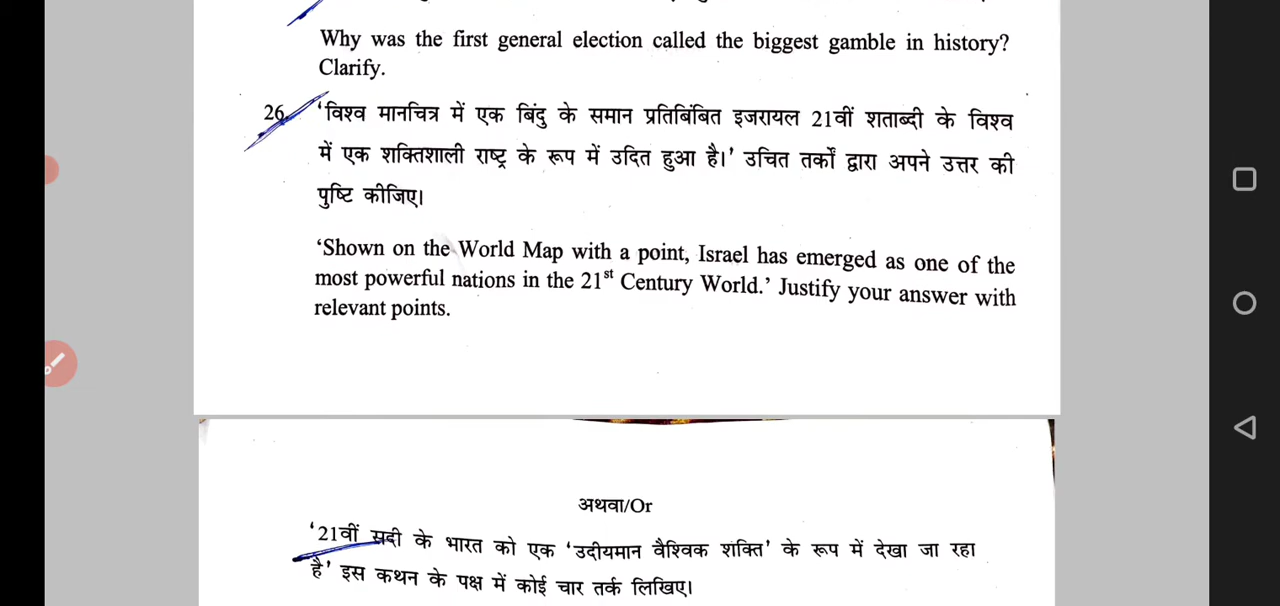 Why was the first general election called the biggest gamble in history?
Clarify.
26. 'विश्व मानचित्र में एक बिंदु के समान प्रतिबिंबित इजरायल 21वीं शताब्दी के विश्व
में एक शक्तिशाली राष्ट्र के रूप में उदित हुआ है।' उचित तर्कों द्वारा अपने उत्तर की
पुष्टि कीजिए।
'Shown on the World Map with a point, Israel has emerged as one of the
most powerful nations in the 21st Century World.' Justify your answer with
relevant points.
अथवा/Or
'21वीं सदी के भारत को एक 'उदीयमान वैश्विक शक्ति' के रूप में देखा जा रहा
है' इस कथन के पक्ष में कोई चार तर्क लिखिए।